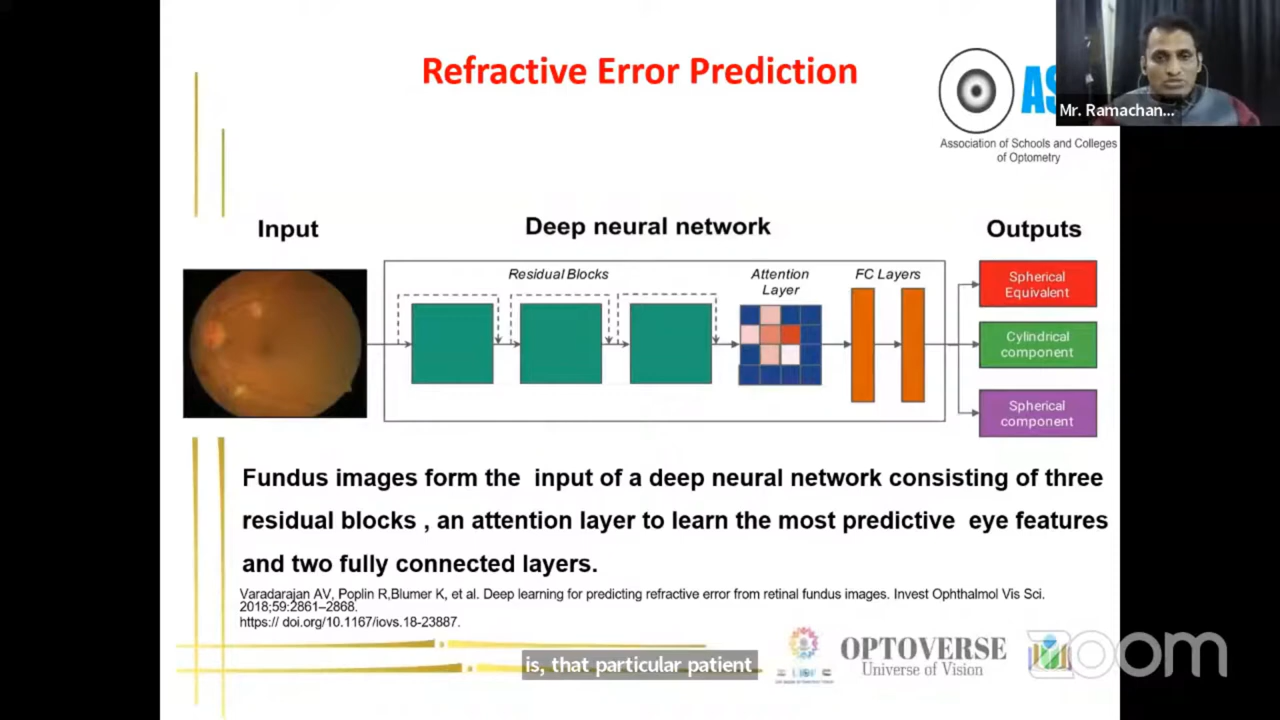 Refractive Error Prediction
AS
Association of Schools and Colleges
of Optometry
Mr. Ramachan...
Input
Deep neural network
Outputs
Residual Blocks
Attention
Layer
FC Layers
Spherical
Equivalent
Cylindrical
component
Spherical
component
Fundus images form the input of a deep neural network consisting of three
residual blocks , an attention layer to learn the most predictive eye features
and two fully connected layers.
Varadarajan AV, Poplin R,Blumer K, et al. Deep learning for predicting refractive error from retinal fundus images. Invest Ophthalmol Vis Sci.
2018;59:2861–2868.
https:// doi.org/10.1167/iovs.18-23887.
OPTOVERSE
Universe of Vision
zoom
is, that particular patient